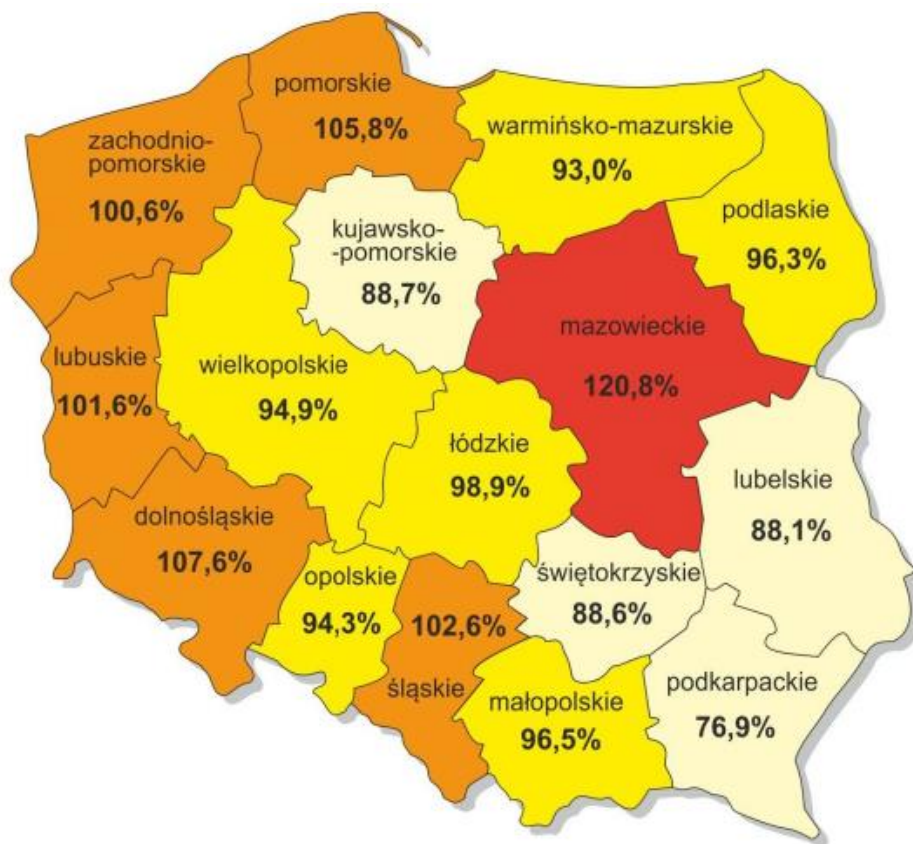 pomorskie
105,8%
zachodnio-
pomorskie
100,6%
warmińsko-mazurskie
93,0%
podlaskie
96,3%
kujawsko-
-pomorskie
88,7%
mazowieckie
120,8%
lubuskie
101,6%
wielkopolskie
94,9%
łódzkie
98,9%
lubelskie
88,1%
dolnośląskie
107,6%
opolskie
94,3%
102,6%
śląskie
świętokrzyskie
88,6%
małopolskie
96,5%
podkarpackie
76,9%